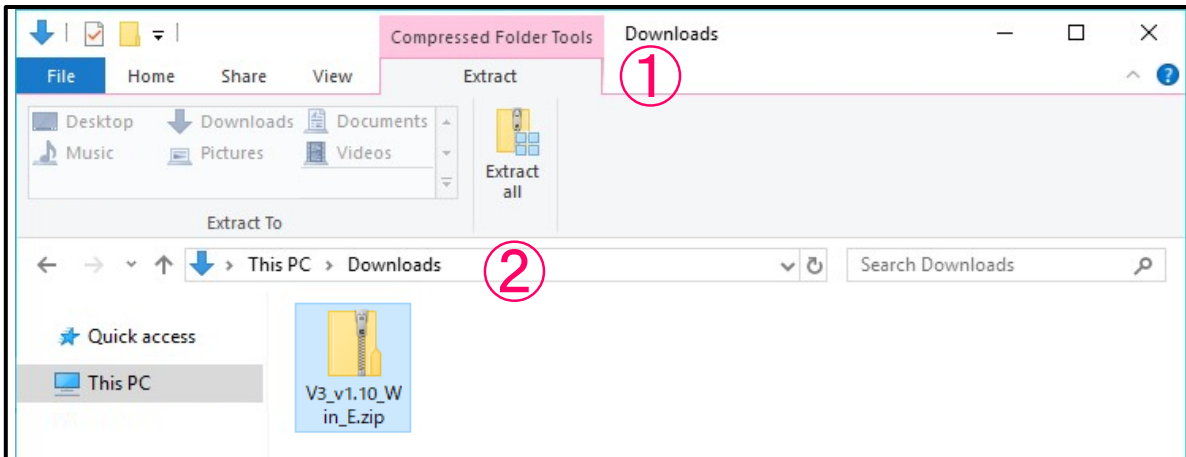 Compressed Folder Tools Downloads
File Home Share View Extract ①
Desktop Downloads Documents
Music Pictures Videos
Extract all
Extract To
This PC Downloads ② Search Downloads
Quick access
This PC
V3_v1.10_W
in_E.zip